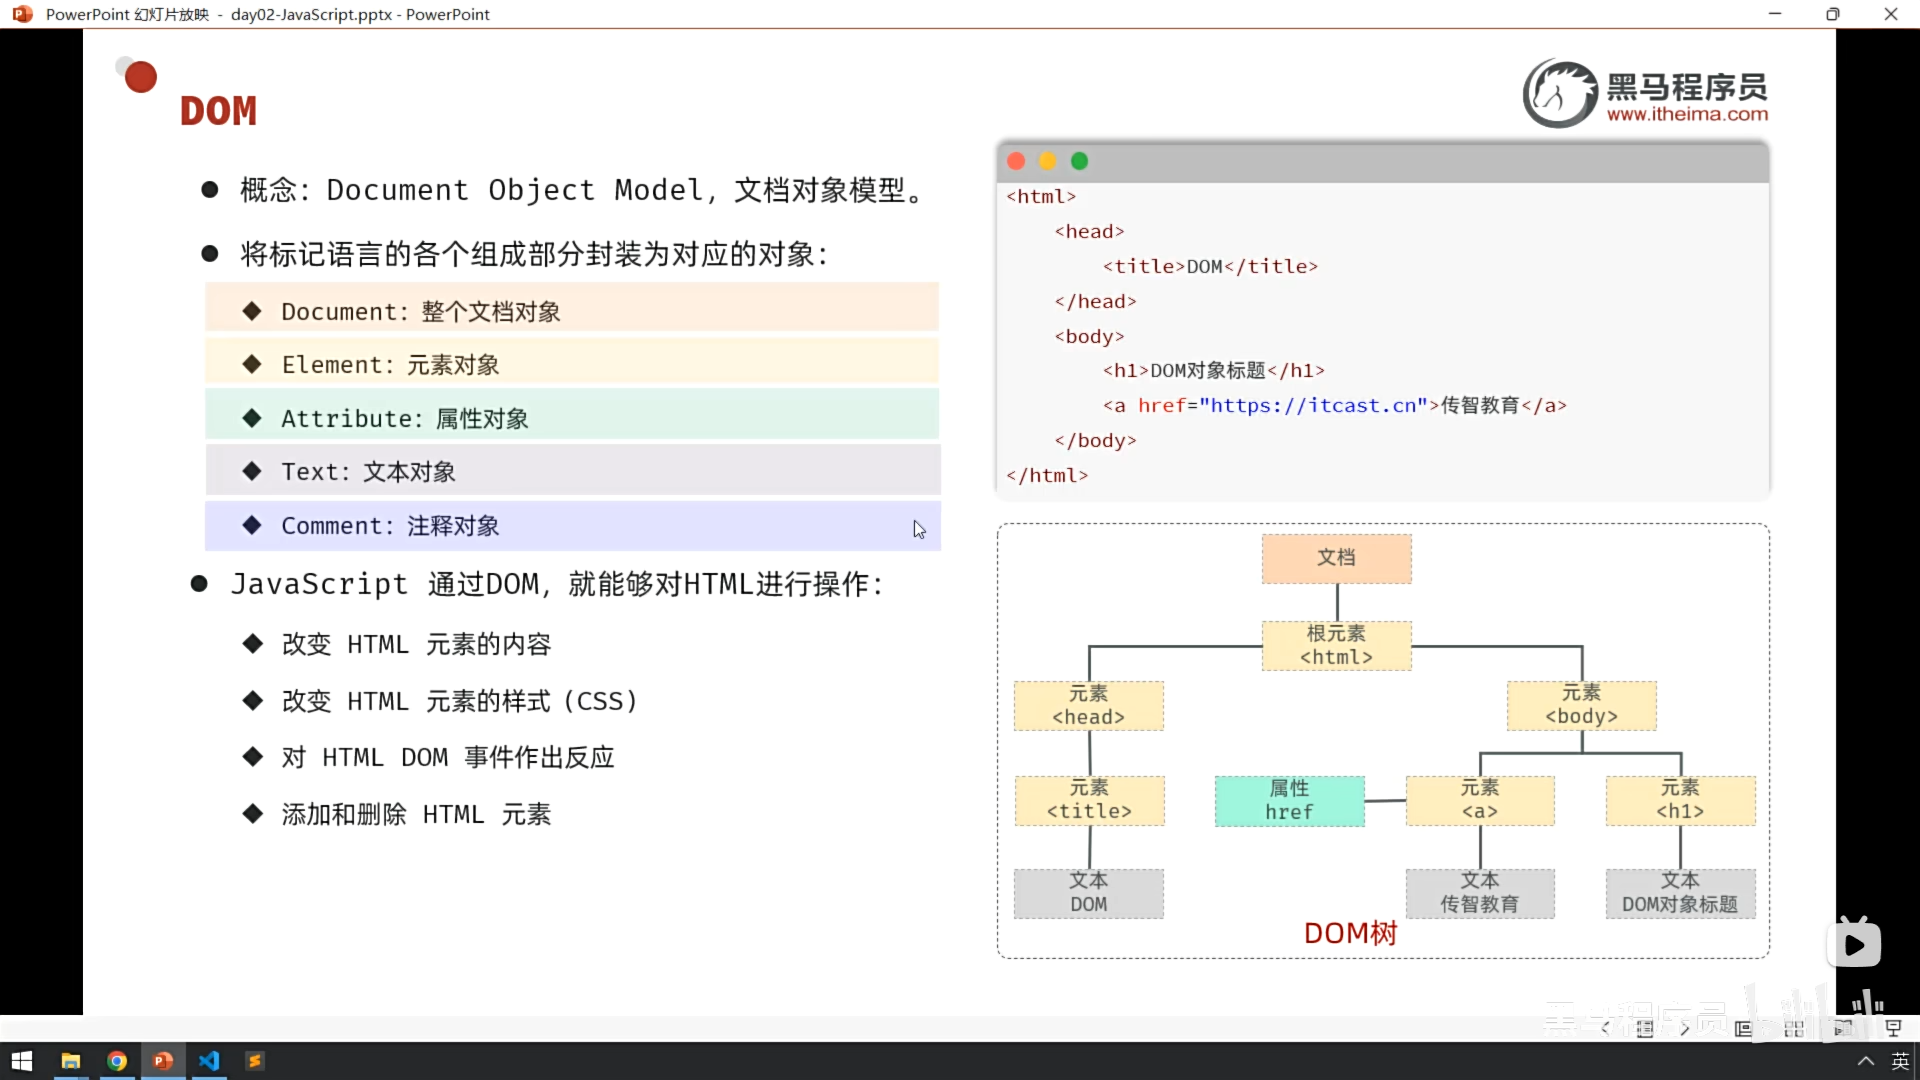 PowerPoint 幻灯片放映 - day02-JavaScript.pptx - PowerPoint
DOM
黑马程序员
www.itheima.com
概念：Document Object Model，文档对象模型。
将标记语言的各个组成部分封装为对应的对象：
Document：整个文档对象
Element：元素对象
Attribute：属性对象
Text：文本对象
Comment：注释对象
JavaScript 通过DOM，就能够对HTML进行操作：
改变 HTML 元素的内容
改变 HTML 元素的样式（CSS）
对 HTML DOM 事件作出反应
添加和删除 HTML 元素
<html>
<head>
<title>DOM</title>
</head>
<body>
<h1>DOM对象标题</h1>
<a href="https://itcast.cn">传智教育</a>
</body>
</html>
文档
根元素
<html>
元素
<head>
元素
<body>
元素
<title>
属性
href
元素
<a>
元素
<h1>
文本
DOM
文本
传智教育
文本
DOM对象标题
DOM树
黑马程序员
bilibili
英